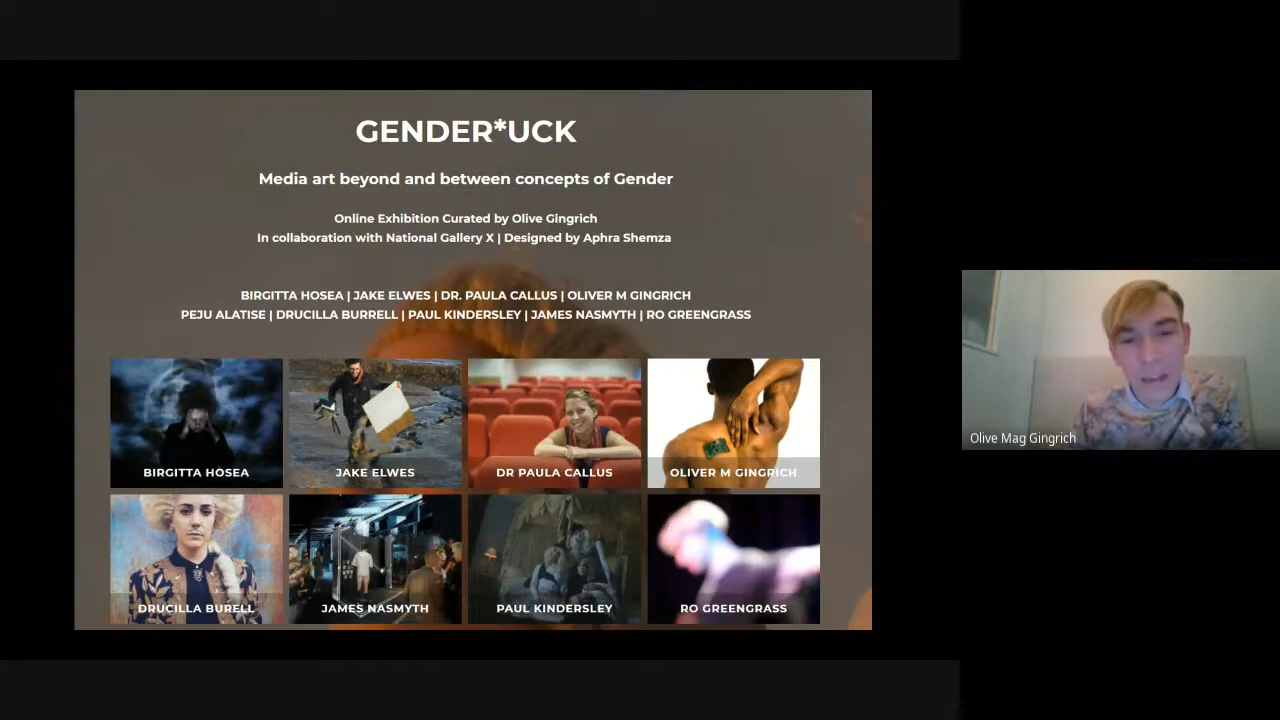 GENDER*UCK
Media art beyond and between concepts of Gender
Online Exhibition Curated by Olive Gingrich
In collaboration with National Gallery X | Designed by Aphra Shemza
BIRGITTA HOSEA | JAKE ELWES | DR. PAULA CALLUS | OLIVER M GINGRICH
PEJU ALATISE | DRUCILLA BURRELL | PAUL KINDERSLEY | JAMES NASMYTH | RO GREENGRASS
BIRGITTA HOSEA
JAKE ELWES
DR PAULA CALLUS
OLIVER M GINGRICH
DRUCILLA BURELL
JAMES NASMYTH
PAUL KINDERSLEY
RO GREENGRASS
Olive Mag Gingrich